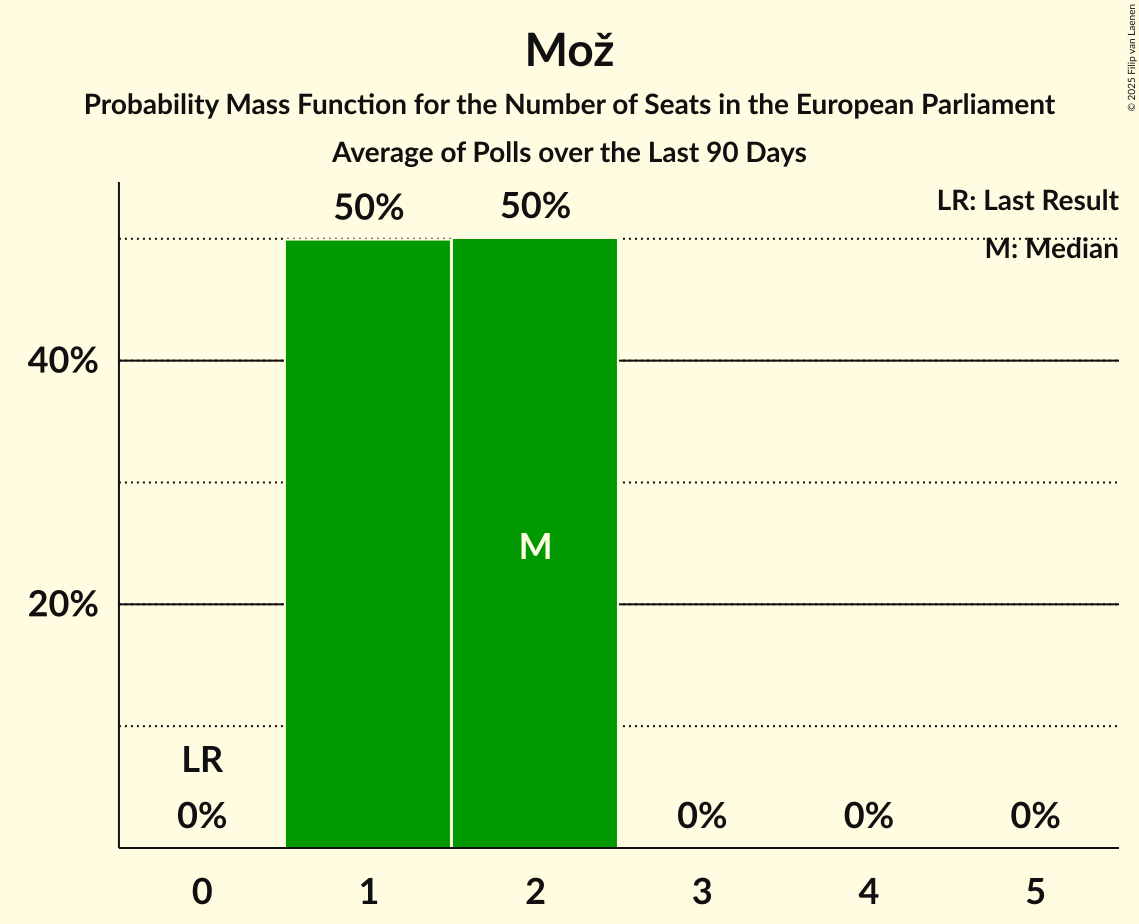 Mož
Probability Mass Function for the Number of Seats in the European Parliament
Average of Polls over the Last 90 Days
© 2025 Filip van Laenen
LR: Last Result
M: Median
50%
50%
40%
20%
M
LR
0%
0%
0%
0%
0
1
2
3
4
5